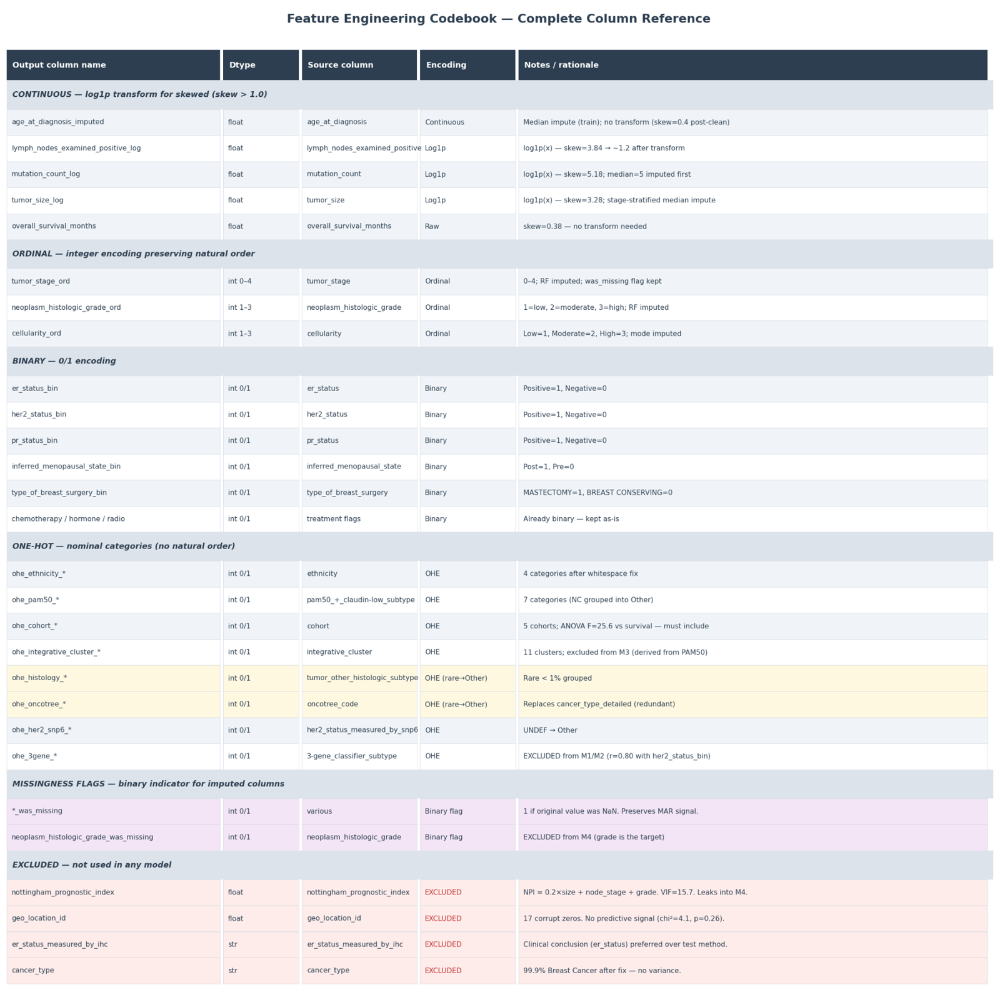 Feature Engineering Codebook — Complete Column Reference
Output column name Dtype Source column Encoding Notes / rationale
CONTINUOUS — log1p transform for skewed (skew > 1.0)
age_at_diagnosis_imputed float age_at_diagnosis Continuous Median impute (train); no transform (skew=0.4 post-clean)
lymph_nodes_examined_positive_log float lymph_nodes_examined_positive Log1p log1p(x) — skew=3.84 → ~1.2 after transform
mutation_count_log float mutation_count Log1p log1p(x) — skew=5.18; median=5 imputed first
tumor_size_log float tumor_size Log1p log1p(x) — skew=3.28; stage-stratified median impute
overall_survival_months float overall_survival_months Raw skew=0.38 — no transform needed
ORDINAL — integer encoding preserving natural order
tumor_stage_ord int 0–4 tumor_stage Ordinal 0–4; RF imputed; was_missing flag kept
neoplasm_histologic_grade_ord int 1–3 neoplasm_histologic_grade Ordinal 1=low, 2=moderate, 3=high; RF imputed
cellularity_ord int 1–3 cellularity Ordinal Low=1, Moderate=2, High=3; mode imputed
BINARY — 0/1 encoding
er_status_bin int 0/1 er_status Binary Positive=1, Negative=0
her2_status_bin int 0/1 her2_status Binary Positive=1, Negative=0
pr_status_bin int 0/1 pr_status Binary Positive=1, Negative=0
inferred_menopausal_state_bin int 0/1 inferred_menopausal_state Binary Post=1, Pre=0
type_of_breast_surgery_bin int 0/1 type_of_breast_surgery Binary MASTECTOMY=1, BREAST CONSERVING=0
chemotherapy / hormone / radio int 0/1 treatment flags Binary Already binary — kept as-is
ONE-HOT — nominal categories (no natural order)
ohe_ethnicity_* int 0/1 ethnicity OHE 4 categories after whitespace fix
ohe_pam50_* int 0/1 pam50_+_claudin-low_subtype OHE 7 categories (NC grouped into Other)
ohe_cohort_* int 0/1 cohort OHE 5 cohorts; ANOVA F=25.6 vs survival — must include
ohe_integrative_cluster_* int 0/1 integrative_cluster OHE 11 clusters; excluded from M3 (derived from PAM50)
ohe_histology_* int 0/1 tumor_other_histologic_subtype OHE (rare→Other) Rare < 1% grouped
ohe_oncotree_* int 0/1 oncotree_code OHE (rare→Other) Replaces cancer_type_detailed (redundant)
ohe_her2_snp6_* int 0/1 her2_status_measured_by_snp6 OHE UNDEF → Other
ohe_3gene_* int 0/1 3-gene_classifier_subtype OHE EXCLUDED from M1/M2 (r=0.80 with her2_status_bin)
MISSINGNESS FLAGS — binary indicator for imputed columns
*_was_missing int 0/1 various Binary flag 1 if original value was NaN. Preserves MAR signal.
neoplasm_histologic_grade_was_missing int 0/1 neoplasm_histologic_grade Binary flag EXCLUDED from M4 (grade is the target)
EXCLUDED — not used in any model
nottingham_prognostic_index float nottingham_prognostic_index EXCLUDED NPI = 0.2×size + node_stage + grade. VIF=15.7. Leaks into M4.
geo_location_id float geo_location_id EXCLUDED 17 corrupt zeros. No predictive signal (chi²=4.1, p=0.26).
er_status_measured_by_ihc str er_status_measured_by_ihc EXCLUDED Clinical conclusion (er_status) preferred over test method.
cancer_type str cancer_type EXCLUDED 99.9% Breast Cancer after fix — no variance.